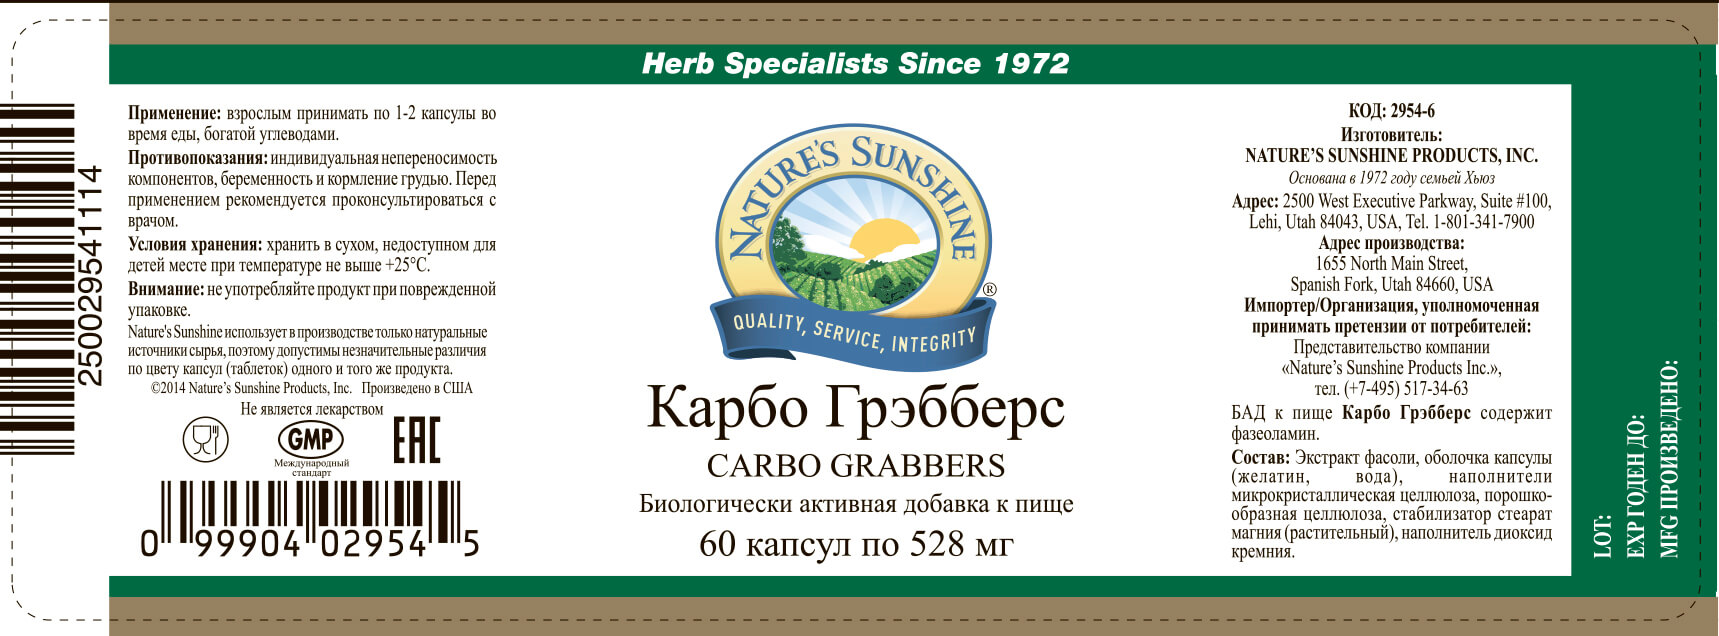 Herb Specialists Since 1972
25002954114
Применение: взрослым принимать по 1-2 капсулы во
время еды, богатой углеводами.
Противопоказания: индивидуальная непереносимость
компонентов, беременность и кормление грудью. Перед
применением рекомендуется проконсультироваться с
врачом.
Условия хранения: хранить в сухом, недоступном для
детей месте при температуре не выше +25°C.
Внимание: не употребляйте продукт при поврежденной
упаковке.
Nature's Sunshine использует в производстве только натуральные
источники сырья, поэтому допустимы незначительные различия
по цвету капсул (таблеток) одного и того же продукта.
©2014 Nature’s Sunshine Products, Inc. Произведено в США
Не является лекарством
GMP
Международный
стандарт
EAC
0 99904 02954 5
NATURE’S SUNSHINE
®
QUALITY, SERVICE, INTEGRITY
Карбо Грэбберс
CARBO GRABBERS
Биологически активная добавка к пище
60 капсул по 528 мг
КОД: 2954-6
Изготовитель:
NATURE’S SUNSHINE PRODUCTS, INC.
Основана в 1972 году семьей Хьюз
Адрес: 2500 West Executive Parkway, Suite #100,
Lehi, Utah 84043, USA, Tel. 1-801-341-7900
Адрес производства:
1655 North Main Street,
Spanish Fork, Utah 84660, USA
Импортер/Организация, уполномоченная
принимать претензии от потребителей:
Представительство компании
«Nature’s Sunshine Products Inc.»,
тел. (+7-495) 517-34-63
БАД к пище Карбо Грэбберс содержит
фазеоламин.
Состав: Экстракт фасоли, оболочка капсулы
(желатин, вода), наполнители
микрокристаллическая целлюлоза, порошко-
образная целлюлоза, стабилизатор стеарат
магния (растительный), наполнитель диоксид
кремния.
LOT:
EXP ГОДЕН ДО:
MFG ПРОИЗВЕДЕНО: